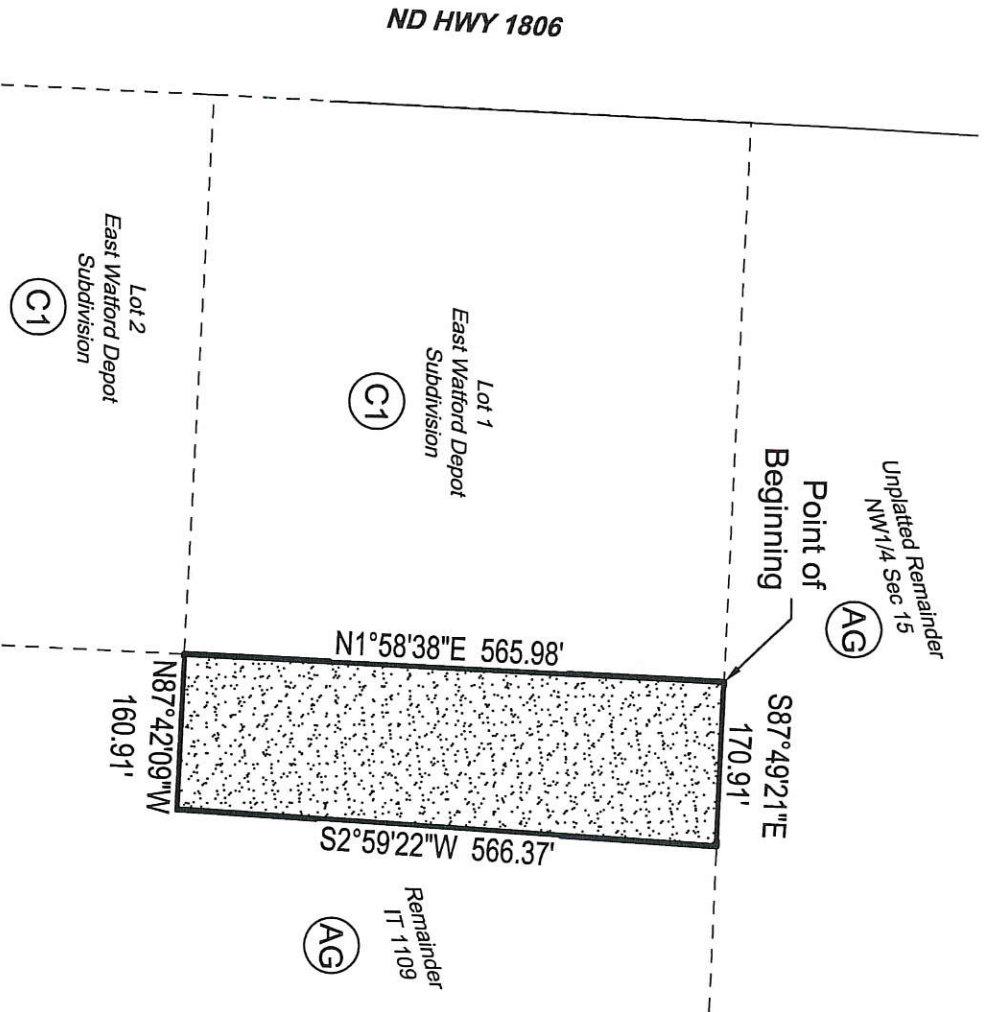 ND HWY 1806
Unplatted Remainder
NW1/4 Sec 15
AG
Point of
Beginning
Lot 1
East Watford Depot
Subdivision
C1
Lot 2
East Watford Depot
Subdivision
C1
S87°49'21"E
170.91'
N1°58'38"E 565.98'
S2°59'22"W 566.37'
N87°42'09"W
160.91'
Remainder
IT 1109
AG